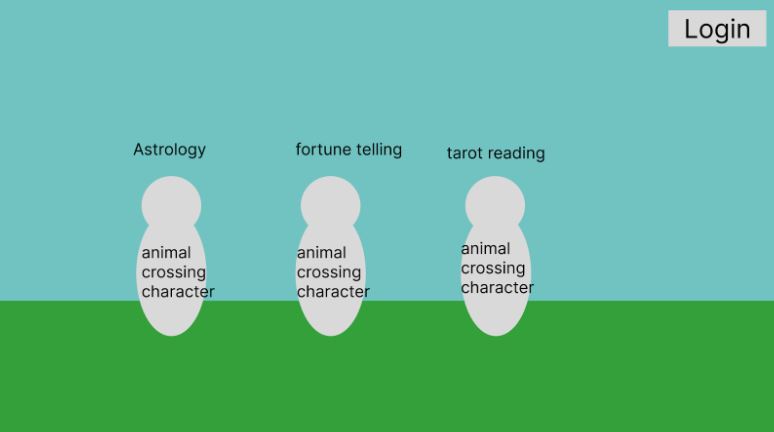 Login
Astrology
fortune telling
tarot reading
animal
crossing
character
animal
crossing
character
animal
crossing
character